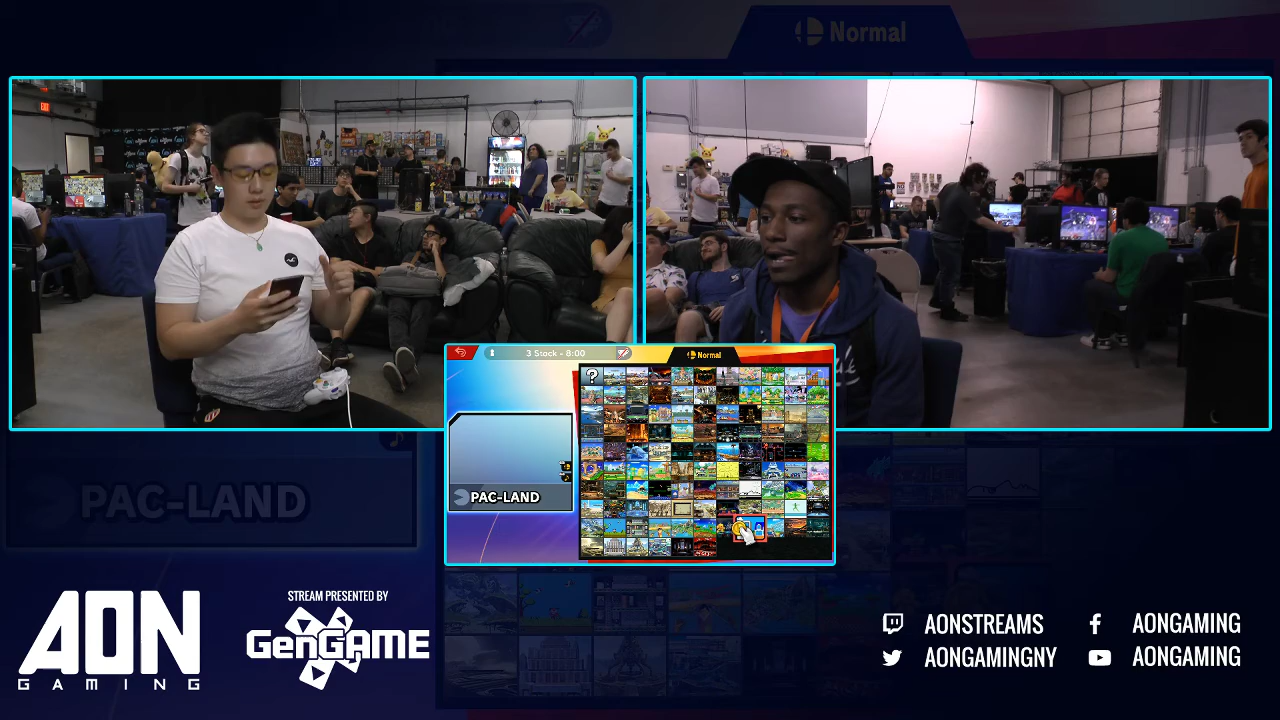 Normal
EXIT
3 Stock - 8:00
Normal
?
PAC-LAND
PAC-LAND
AON
GAMING
STREAM PRESENTED BY
GenGAME
AONSTREAMS
AONGAMING
AONGAMINGNY
AONGAMING